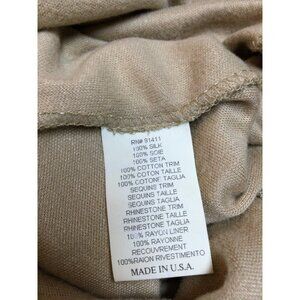 RN# 91411
100% SILK
100% SOIE
100% SETA
100% COTTON TRIM
100% COTON TAILLE
100% COTONE TAGLIA
SEQUINS TRIM
SEQUINS TAILLE
SEQUINS TAGLIA
RHINESTONE TRIM
RHINESTONE TAILLE
RHINESTONE TAGLIA
100% RAYON LINER
100% RAYONNE
RECOUVREMENT
100%RAION RIVESTIMENTO
MADE IN U.S.A.